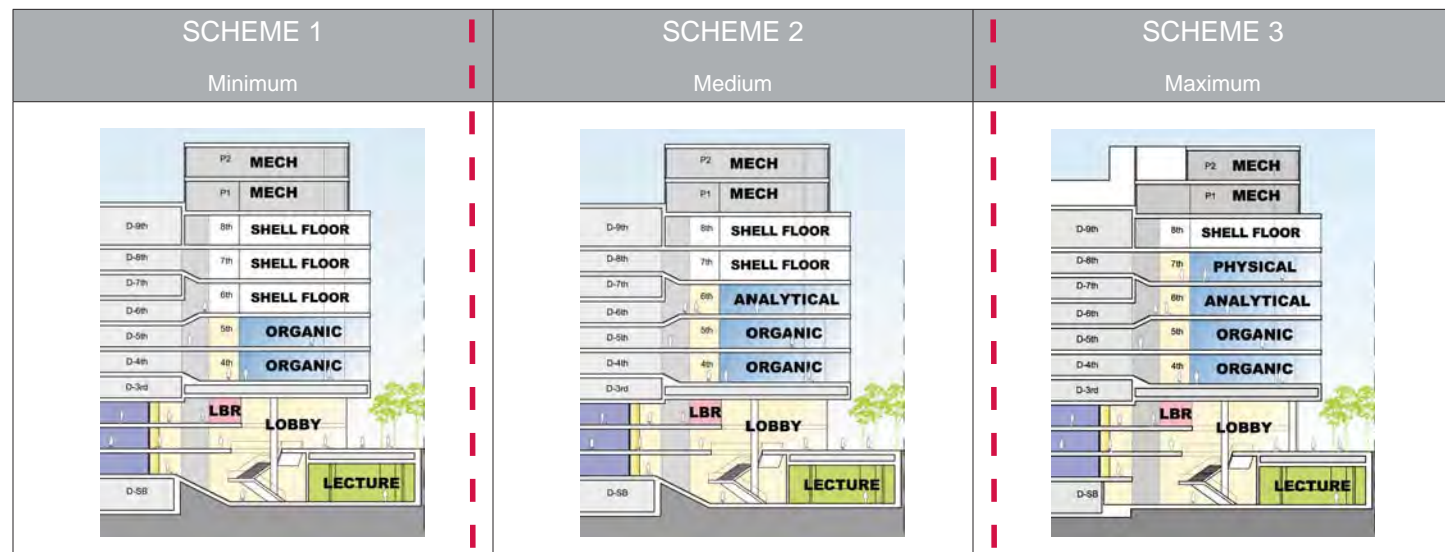 SCHEME 1
Minimum
SCHEME 2
Medium
SCHEME 3
Maximum
P2 MECH
P1 MECH
D-9th 8th SHELL FLOOR
D-8th 7th SHELL FLOOR
D-7th
6th SHELL FLOOR
D-6th
D-5th 5th ORGANIC
D-4th 4th ORGANIC
D-3rd
LBR
LOBBY
LECTURE
D-SB
P2 MECH
P1 MECH
D-9th 8th SHELL FLOOR
D-8th 7th SHELL FLOOR
D-7th
6th ANALYTICAL
D-6th
D-5th 5th ORGANIC
D-4th 4th ORGANIC
D-3rd
LBR
LOBBY
LECTURE
D-SB
P2 MECH
P1 MECH
D-9th 8th SHELL FLOOR
D-8th 7th PHYSICAL
D-7th
6th ANALYTICAL
D-6th
D-5th 5th ORGANIC
D-4th 4th ORGANIC
D-3rd
LBR
LOBBY
LECTURE
D-SB